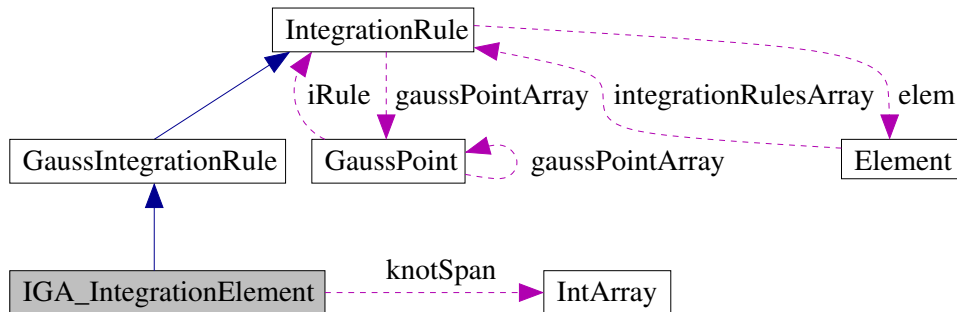 IntegrationRule
iRule
gaussPointArray
integrationRulesArray
elem
GaussIntegrationRule
GaussPoint
gaussPointArray
Element
knotSpan
IGA_IntegrationElement
IntArray